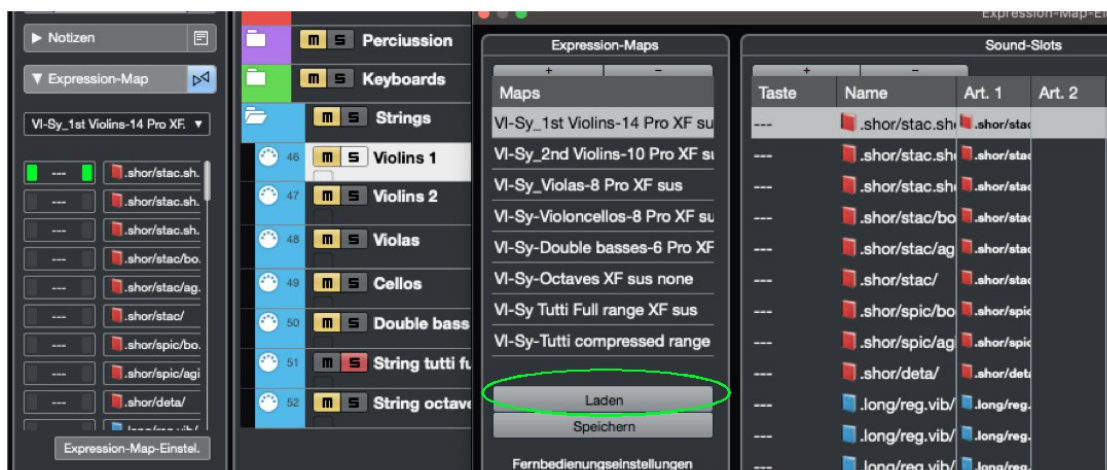 Expression-Map-Ein
Notizen
Expression-Map
VI-Sy_1st Violins-14 Pro XF.
--- .shor/stac.sh.
--- .shor/stac.sh.
--- .shor/stac.sh.
--- .shor/stac/bo.
--- .shor/stac/ag.
--- .shor/stac/
--- .shor/spic/bo.
--- .shor/spic/agi
--- .shor/deta/
---
Expression-Map-Einstel.
m S Percussion
m S Keyboards
m S Strings
46 m S Violins 1
47 m S Violins 2
48 m S Violas
49 m S Cellos
50 m S Double bass
51 m S String tutti fu
52 m S String octave
Expression-Maps
+ −
Maps
VI-Sy_1st Violins-14 Pro XF su
VI-Sy_2nd Violins-10 Pro XF su
VI-Sy_Violas-8 Pro XF sus
VI-Sy-Violoncellos-8 Pro XF su
VI-Sy-Double basses-6 Pro XF
VI-Sy-Octaves XF sus none
VI-Sy Tutti Full range XF sus
VI-Sy-Tutti compressed range
Laden
Speichern
Fernbedienungseinstellungen
Sound-Slots
+ −
Taste Name Art. 1 Art. 2
--- .shor/stac.sh .shor/stac
--- .shor/stac.sh .shor/stac
--- .shor/stac.sh .shor/stac
--- .shor/stac/bo .shor/stac
--- .shor/stac/ag .shor/stac
--- .shor/stac/ .shor/stac
--- .shor/spic/bo .shor/spic
--- .shor/spic/ag .shor/spic
--- .shor/deta/ .shor/deta
--- .long/reg.vib/ .long/reg.
--- .long/reg.vib/ .long/reg.
--- .long/reg.vib/ .long/reg.